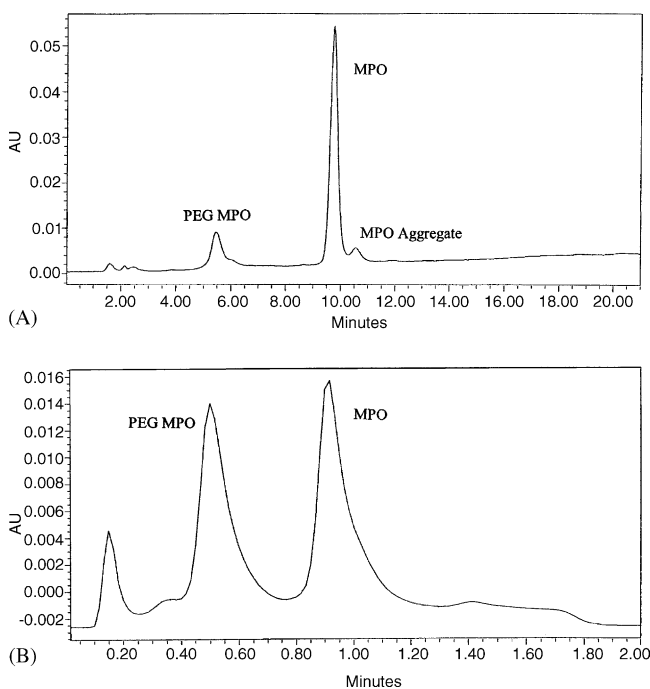 0.05
MPO
0.04
AU
0.03
0.02
PEG MPO
0.01
MPO Aggregate
0.00
2.00 4.00 6.00 8.00 10.00 12.00 14.00 16.00 18.00 20.00
(A)
Minutes
0.016
0.014
PEG MPO
MPO
0.012
0.010
0.008
AU
0.006
0.004
0.002
0.000
-0.002
0.20 0.40 0.60 0.80 1.00 1.20 1.40 1.60 1.80 2.00
(B)
Minutes